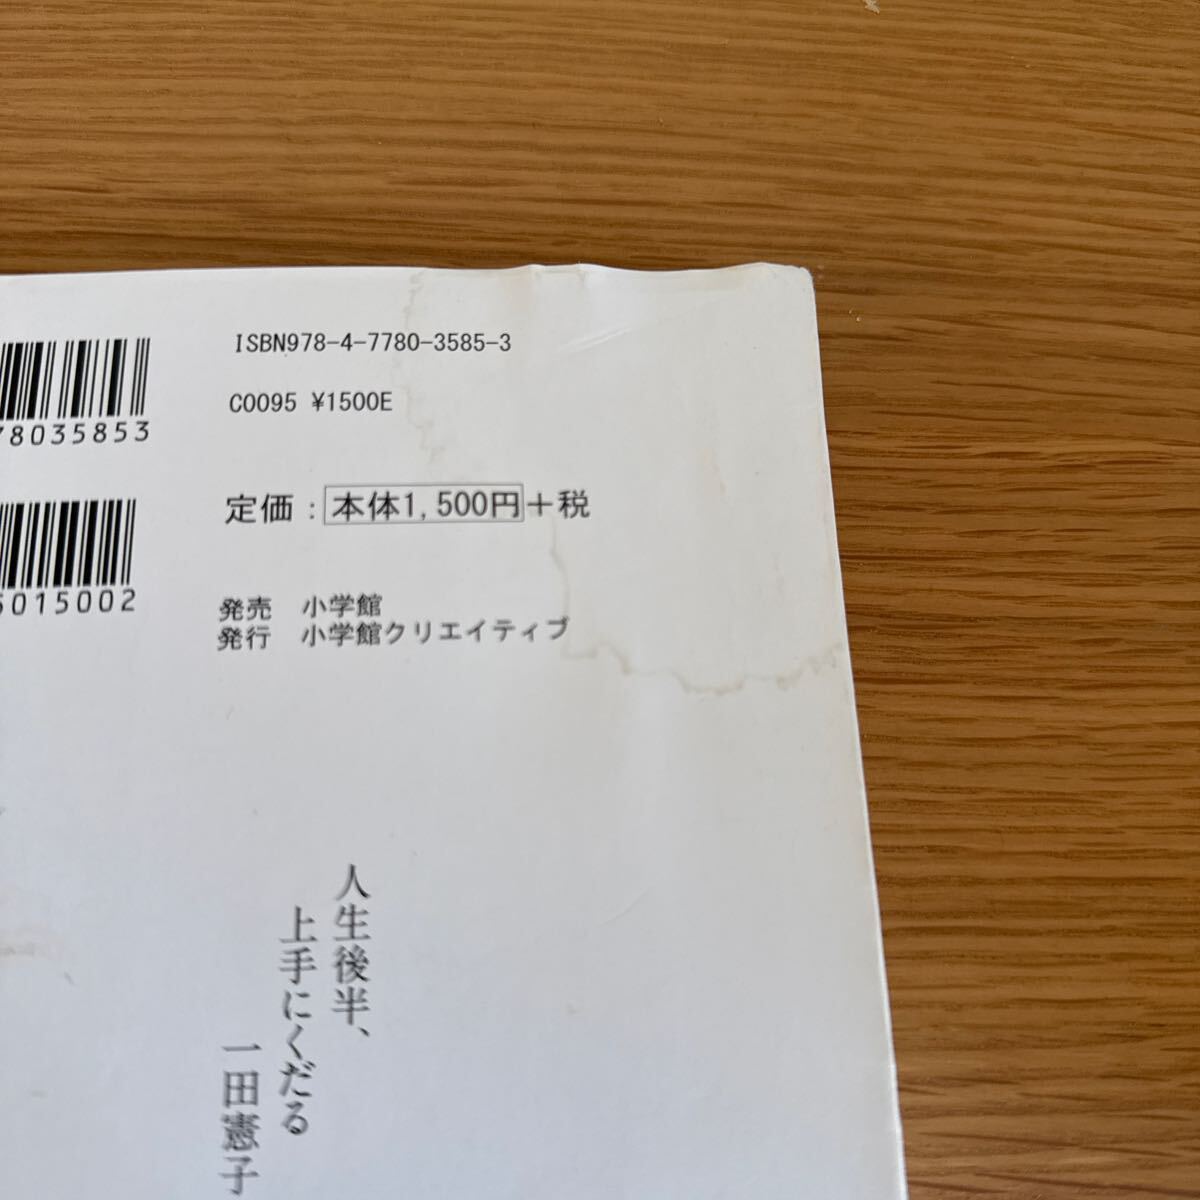 ISBN978-4-7780-3585-3
C0095 ¥1500E
78035853
定価：本体1,500円＋税
5015002
発売　小学館
発行　小学館クリエイティブ
人生後半、
上手にくだる
一田憲子